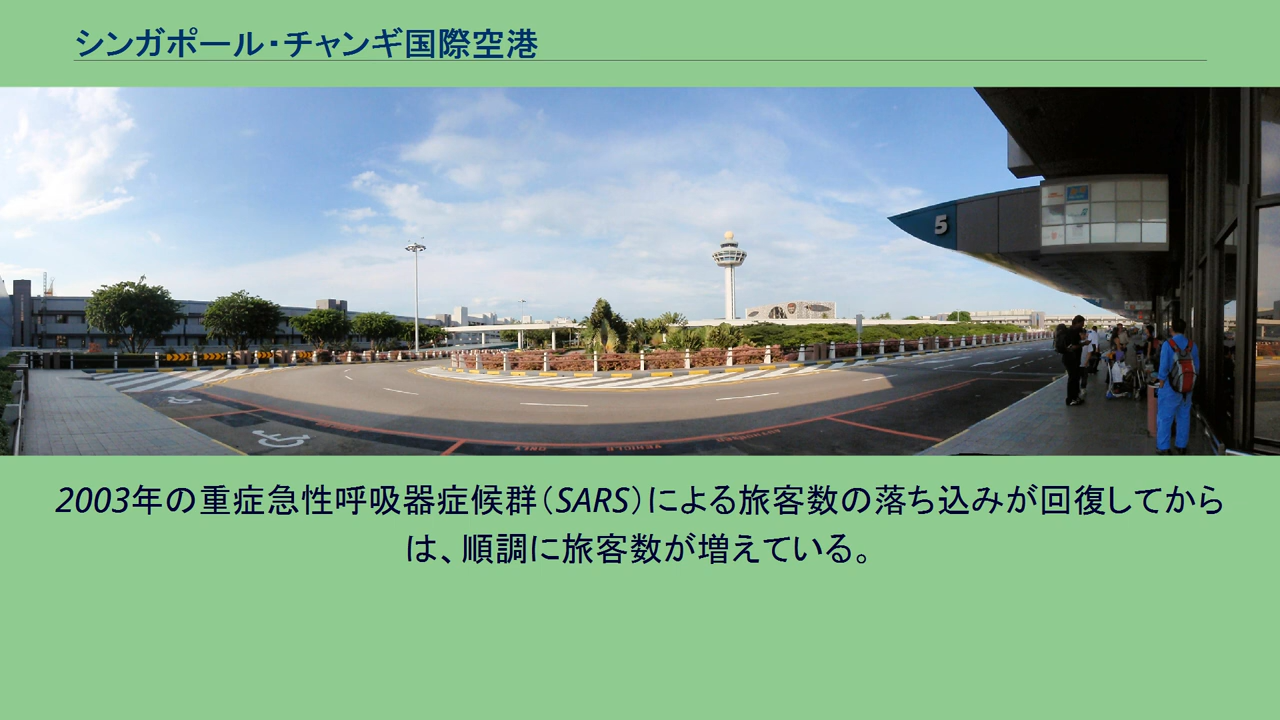 シンガポール・チャンギ国際空港
5
ONLY
VEHICLE
2003年の重症急性呼吸器症候群(SARS)による旅客数の落ち込みが回復してから
は、順調に旅客数が増えている。